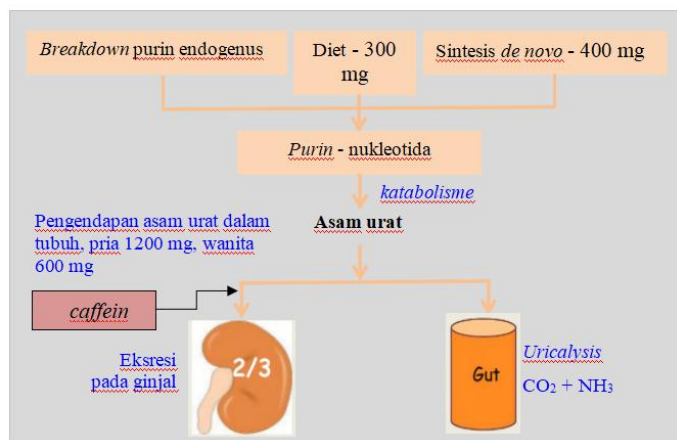 Breakdown purin endogenus
Diet - 300
mg
Sintesis de novo - 400 mg
Purin - nukleotida
katabolisme
Asam urat
Pengendapan asam urat dalam
tubuh, pria 1200 mg, wanita
600 mg
caffein
Eksresi
pada ginjal
2/3
Gut
Uricalysis
CO₂ + NH₃